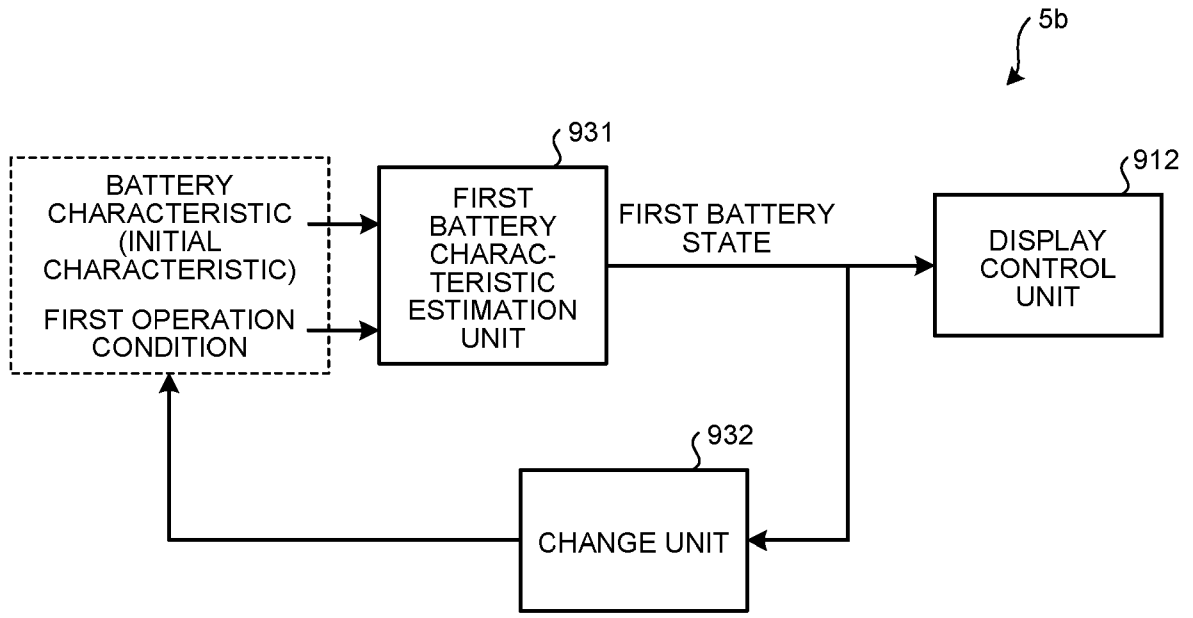 5b
931
912
BATTERY
CHARACTERISTIC
(INITIAL
CHARACTERISTIC)
FIRST OPERATION
CONDITION
FIRST
BATTERY
CHARAC-
TERISTIC
ESTIMATION
UNIT
FIRST BATTERY
STATE
DISPLAY
CONTROL
UNIT
932
CHANGE UNIT